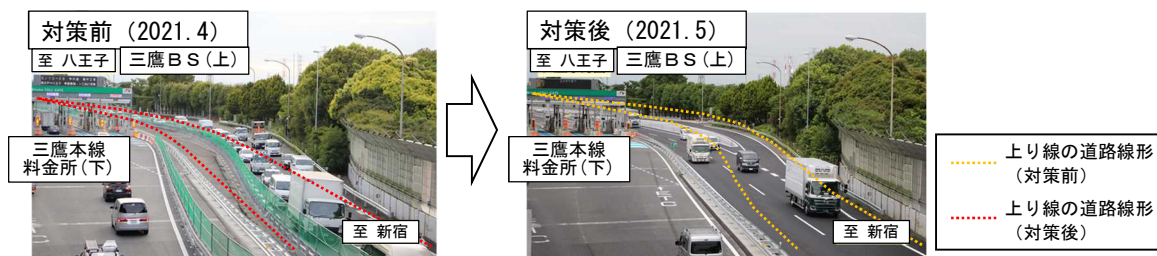 対策前（2021.4）
至 八王子
三鷹ＢＳ(上)
三鷹本線
料金所(下)
至 新宿
対策後（2021.5）
至 八王子
三鷹ＢＳ(上)
三鷹本線
料金所(下)
至 新宿
上り線の道路線形
（対策前）
上り線の道路線形
（対策後）